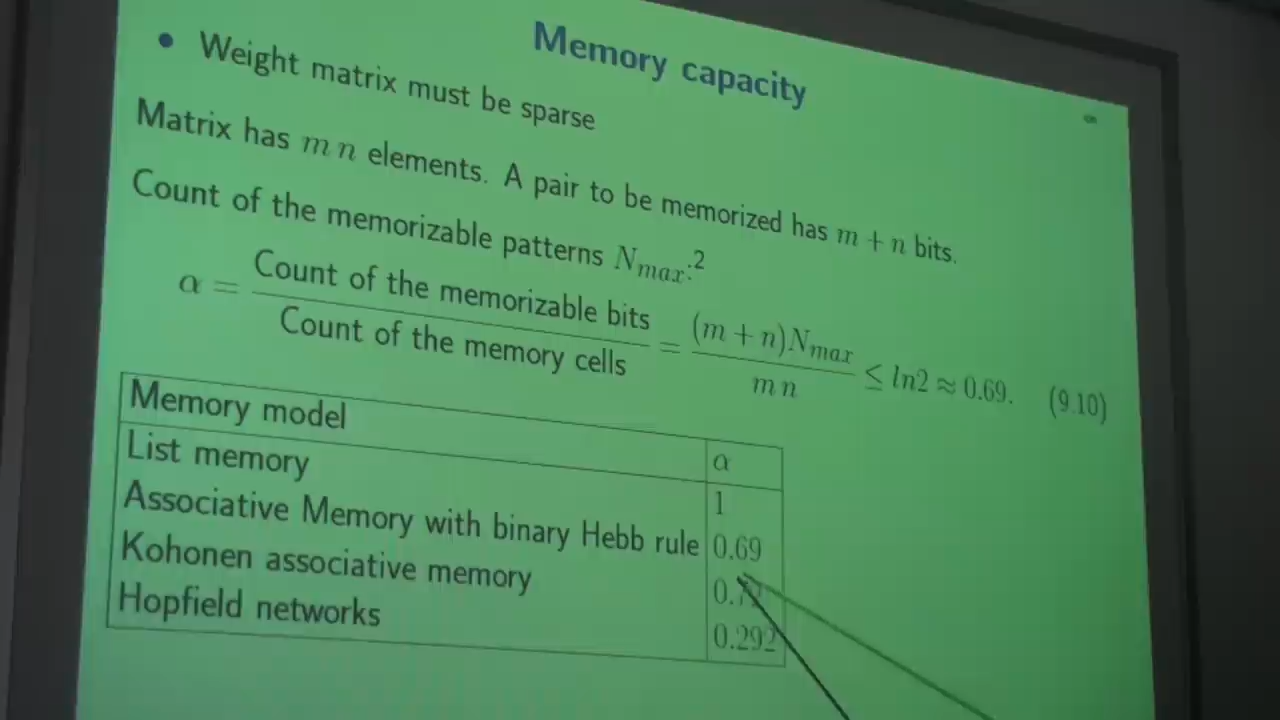 Memory capacity
• Weight matrix must be sparse
Matrix has m n elements. A pair to be memorized has m + n bits.
Count of the memorizable patterns N_max:²
α = Count of the memorizable bits / Count of the memory cells = (m + n)N_max / m n ≤ ln2 ≈ 0.69. (9.10)
Memory model α
List memory 1
Associative Memory with binary Hebb rule 0.69
Kohonen associative memory
Hopfield networks 0.292